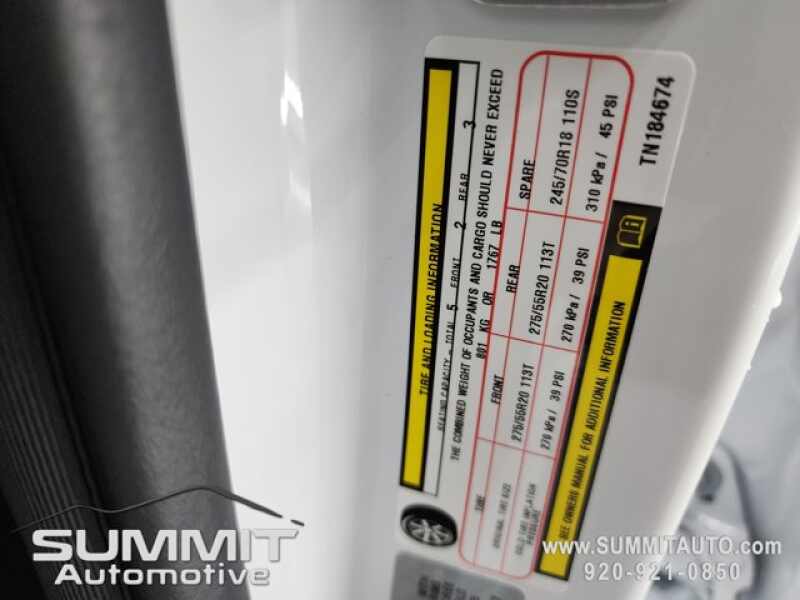 TIRE AND LOADING INFORMATION
SEATING CAPACITY - TOTAL 5 FRONT 2 REAR 3
THE COMBINED WEIGHT OF OCCUPANTS AND CARGO SHOULD NEVER EXCEED
801 KG OR 1767 LB
TIRE FRONT REAR SPARE
ORIGINAL TIRE SIZE 275/55R20 113T 275/55R20 113T 245/70R18 110S
COLD TIRE INFLATION PRESSURE 270 kPa / 39 PSI 270 kPa / 39 PSI 310 kPa / 45 PSI
SEE OWNERS MANUAL FOR ADDITIONAL INFORMATION
TN184674
SUMMIT
Automotive
www.SUMMITAUTO.com
920-921-0850